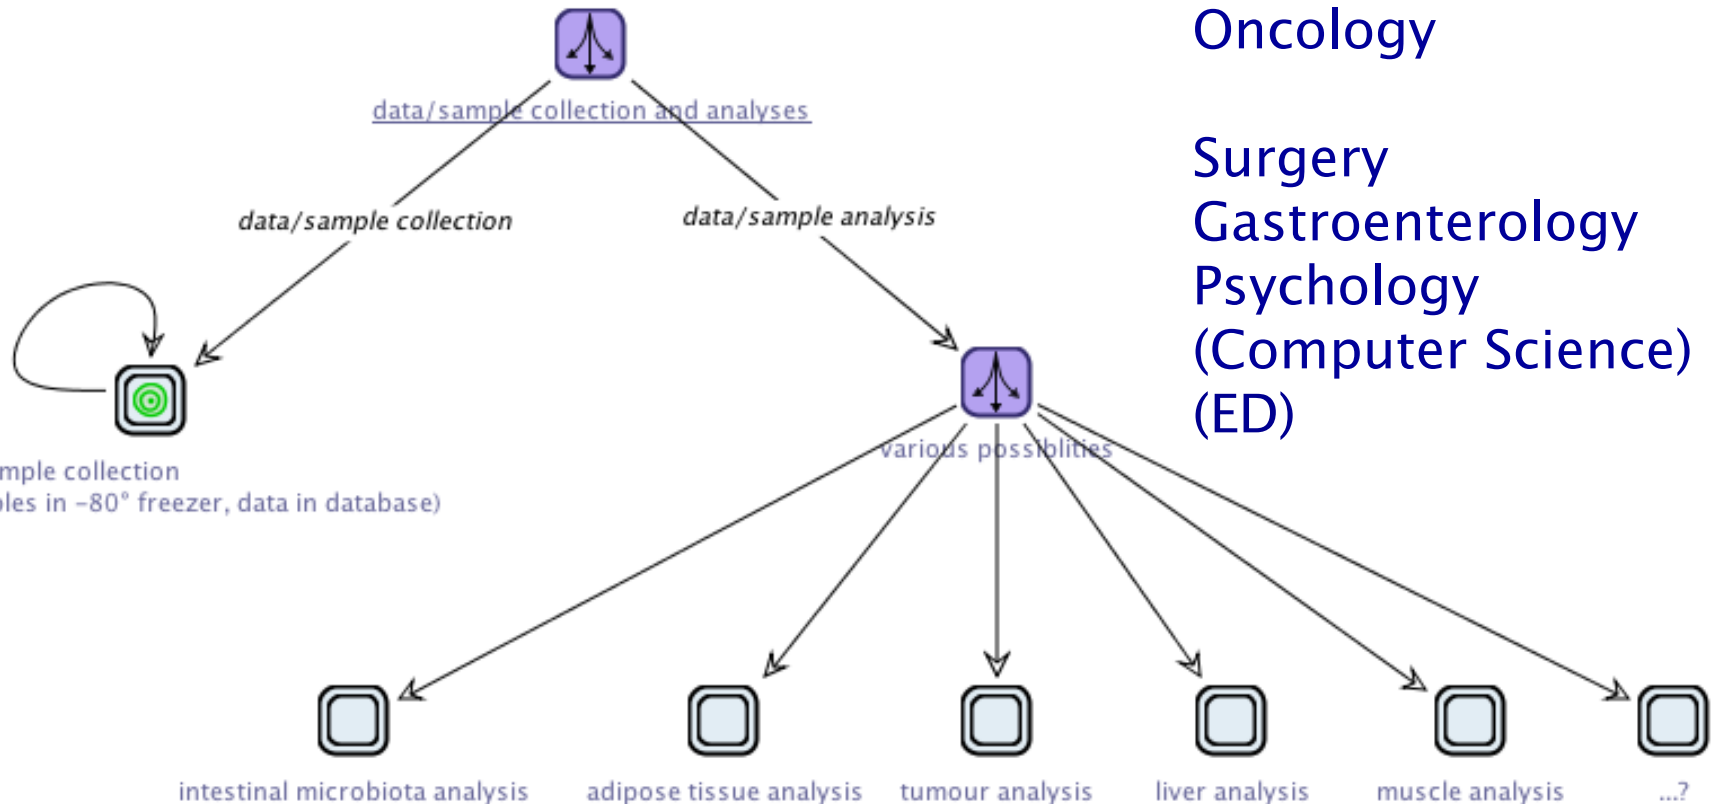 Oncology
data/sample collection and analyses
Surgery
data/sample collection
data/sample analysis
Gastroenterology
Psychology
(Computer Science)
(ED)
various possiblities
collection
in -80° freezer, data in database)
intestinal microbiota analysis
adipose tissue analysis
tumour analysis
liver analysis
muscle analysis
...?